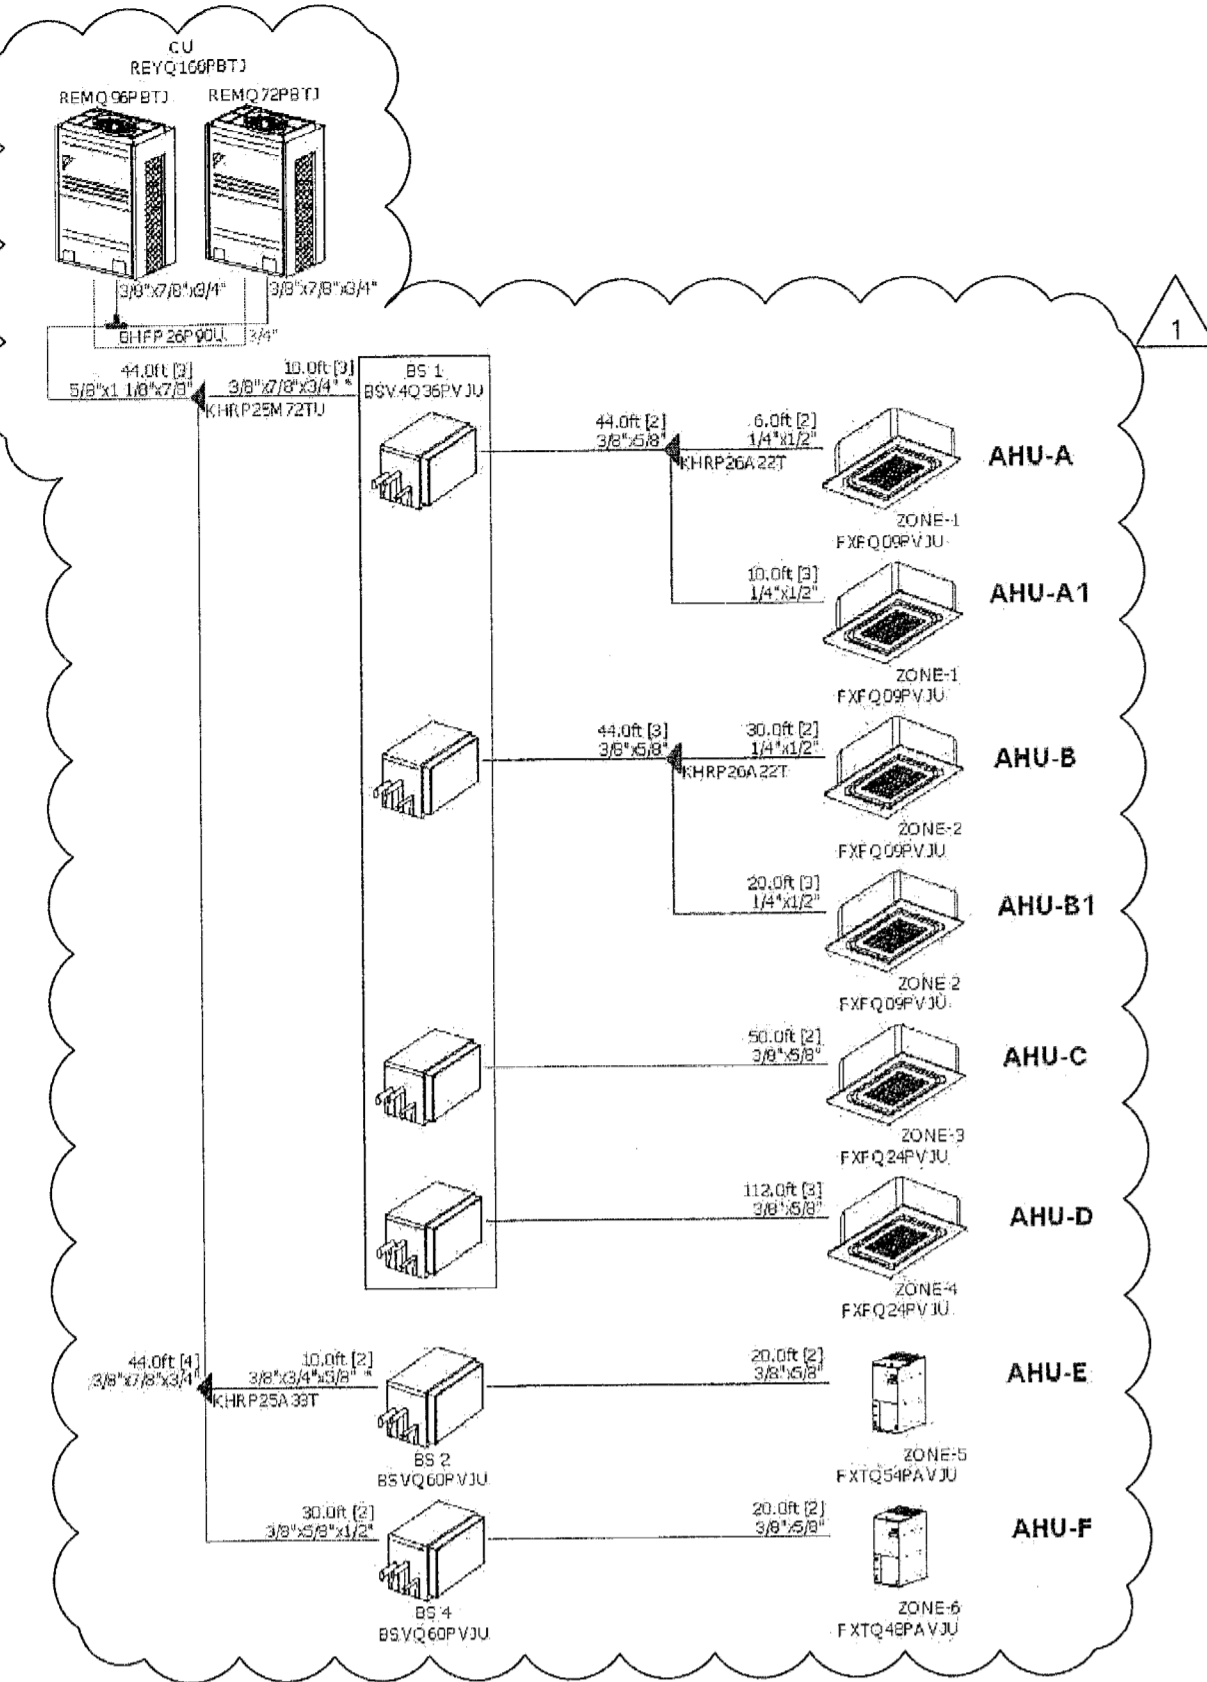 CU
REYQ168PBTJ
REMQ96PBTJ
REMQ72PBTJ
3/8"x7/8"x3/4"
3/8"x7/8"x3/4"
BHFP26P90U
3/4"
44.0ft [3]
5/8"x1 1/8"x7/8"
10.0ft [3]
3/8"x7/8"x3/4" *
KHRP25M72TU
1
BS 1
BSV4Q36PVJU
44.0ft [2]
3/8"x5/8"
6.0ft [2]
1/4"x1/2"
KHRP26A22T
AHU-A
ZONE-1
FXFQ09PVJU
10.0ft [3]
1/4"x1/2"
AHU-A1
ZONE-1
FXFQ09PVJU
44.0ft [3]
3/8"x5/8"
30.0ft [2]
1/4"x1/2"
KHRP26A22T
AHU-B
ZONE-2
FXFQ09PVJU
20.0ft [3]
1/4"x1/2"
AHU-B1
ZONE-2
FXFQ09PVJU
50.0ft [2]
3/8"x5/8"
AHU-C
ZONE-3
FXFQ24PVJU
112.0ft [3]
3/8"x5/8"
AHU-D
ZONE-4
FXFQ24PVJU
44.0ft [4]
3/8"x7/8"x3/4"
10.0ft [2]
3/8"x3/4"x5/8" *
KHRP25A33T
20.0ft [2]
3/8"x5/8"
AHU-E
BS 2
BSVQ60PVJU
ZONE-5
FXTQ54PAVJU
30.0ft [2]
3/8"x5/8"x1/2"
20.0ft [2]
3/8"x5/8"
AHU-F
BS 4
BSVQ60PVJU
ZONE-6
FXTQ48PAVJU